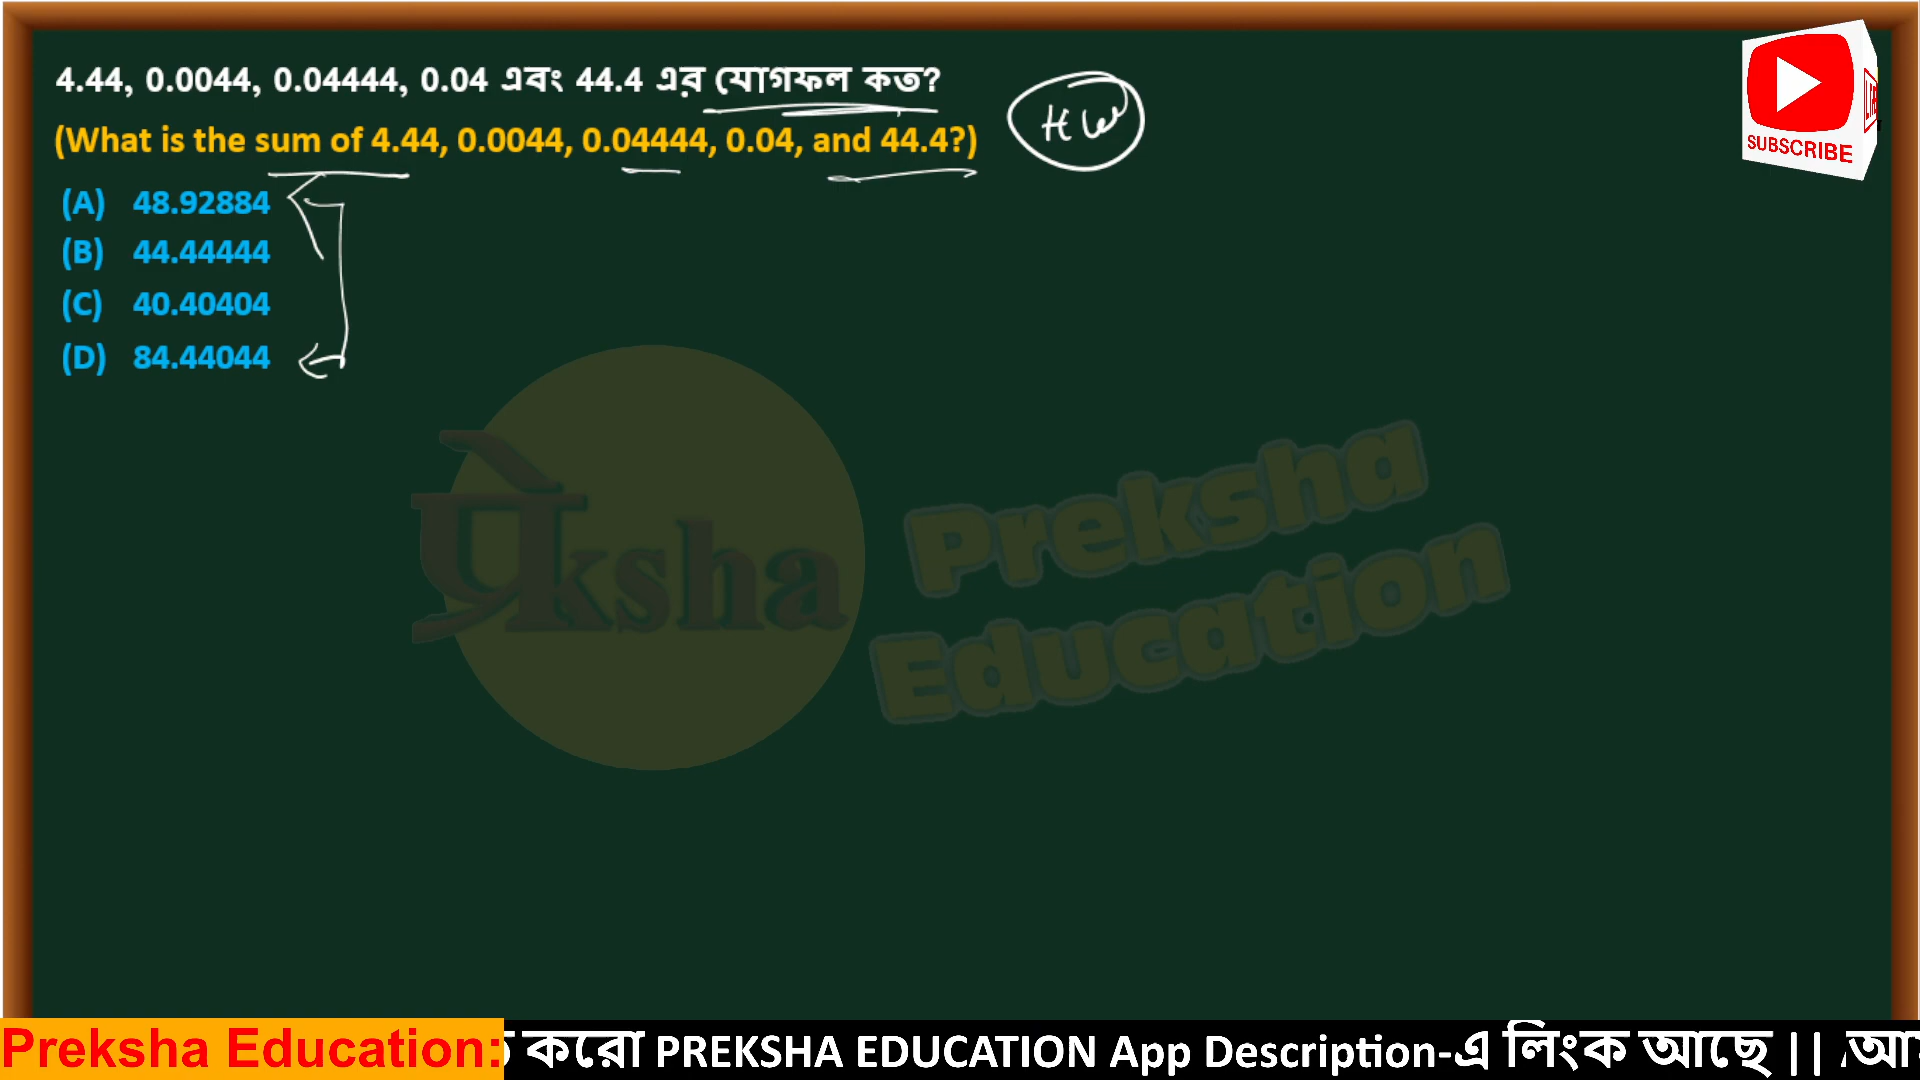 4.44, 0.0044, 0.04444, 0.04 এবং 44.4 এর যোগফল কত?
(What is the sum of 4.44, 0.0044, 0.04444, 0.04, and 44.4?)
HW
(A) 48.92884
(B) 44.44444
(C) 40.40404
(D) 84.44044
SUBSCRIBE
प्रेksha
Preksha
Education
Preksha Education: করো PREKSHA EDUCATION App Description-এ লিংক আছে ||